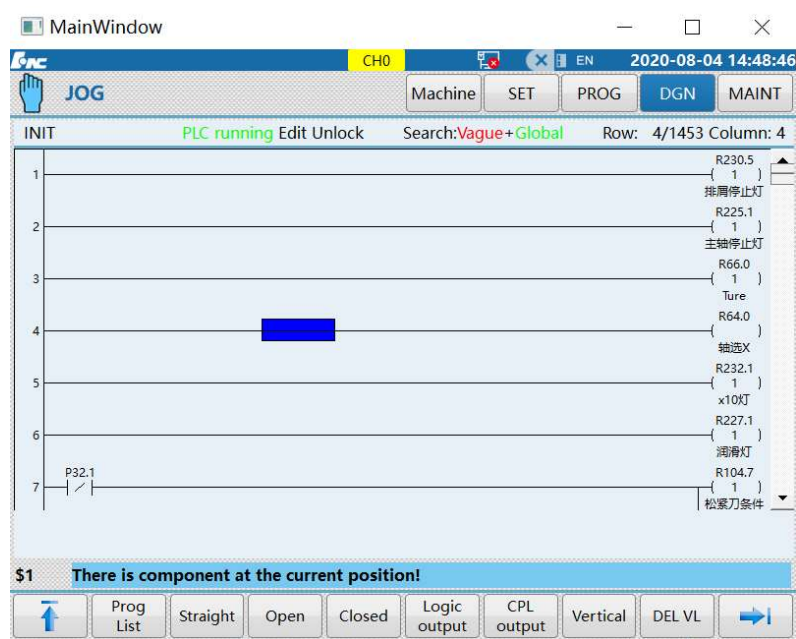 MainWindow
HNC CH0 EN 2020-08-04 14:48:46
JOG Machine SET PROG DGN MAINT
INIT PLC running Edit Unlock Search:Vague+Global Row: 4/1453 Column: 4
R230.5
1 ( 1 )
排屑停止灯
R225.1
2 ( 1 )
主轴停止灯
R66.0
3 ( 1 )
Ture
R64.0
4 ( )
轴选X
R232.1
5 ( 1 )
x10灯
R227.1
6 ( 1 )
润滑灯
P32.1 R104.7
7 ( 1 )
松紧刀条件
$1 There is component at the current position!
Prog List Straight Open Closed Logic output CPL output Vertical DEL VL